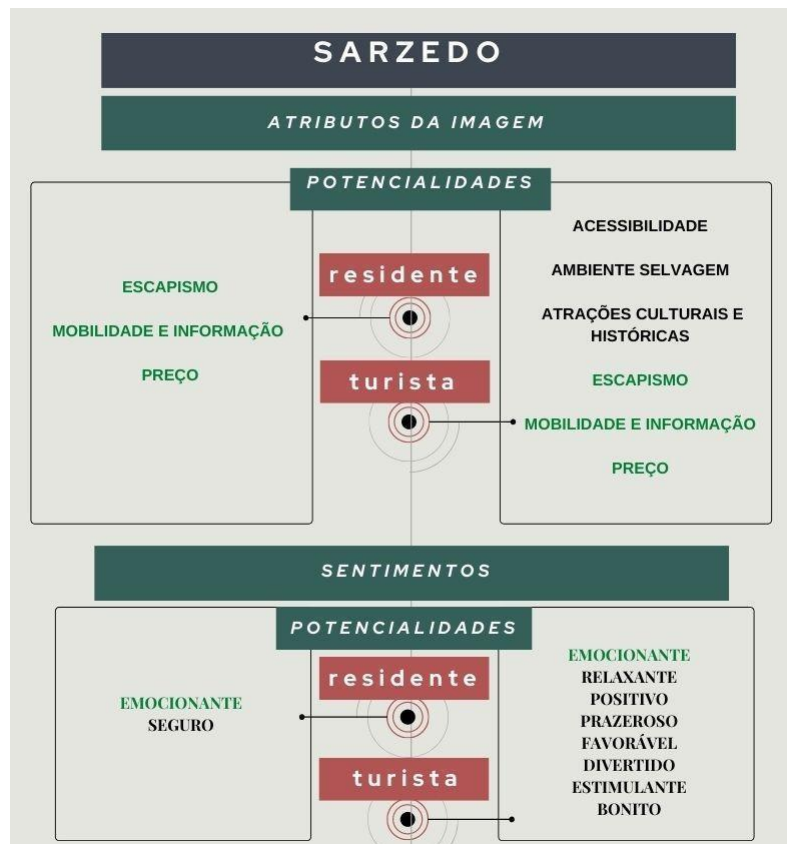 SARZEDO
ATRIBUTOS DA IMAGEM
POTENCIALIDADES
residente
ESCAPISMO
MOBILIDADE E INFORMAÇÃO
PREÇO
turista
ACESSIBILIDADE
AMBIENTE SELVAGEM
ATRAÇÕES CULTURAIS E
HISTÓRICAS
ESCAPISMO
MOBILIDADE E INFORMAÇÃO
PREÇO
SENTIMENTOS
POTENCIALIDADES
residente
EMOCIONANTE
SEGURO
turista
EMOCIONANTE
RELAXANTE
POSITIVO
PRAZEROSO
FAVORÁVEL
DIVERTIDO
ESTIMULANTE
BONITO